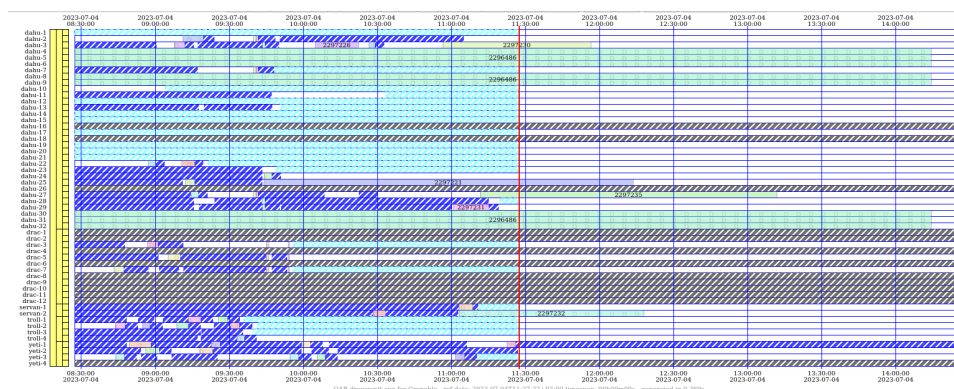 2023-07-04 2023-07-04 2023-07-04 2023-07-04 2023-07-04 2023-07-04 2023-07-04 2023-07-04 2023-07-04 2023-07-04 2023-07-04 2023-07-04
08:30:00 09:00:00 09:30:00 10:00:00 10:30:00 11:00:00 11:30:00 12:00:00 12:30:00 13:00:00 13:30:00 14:00:00
dahu-1
dahu-2
dahu-3 2297226 2297230
dahu-4
dahu-5 2296486
dahu-6
dahu-7
dahu-8
dahu-9 2296486
dahu-10
dahu-11
dahu-12
dahu-13
dahu-14
dahu-15
dahu-16
dahu-17
dahu-18
dahu-19
dahu-20
dahu-21
dahu-22
dahu-23
dahu-24
dahu-25 2297221
dahu-26
dahu-27 2297235
dahu-28
dahu-29 2297231
dahu-30
dahu-31 2296486
dahu-32
drac-1
drac-2
drac-3
drac-4
drac-5
drac-6
drac-7
drac-8
drac-9
drac-10
drac-11
drac-12
servan-1
servan-2 2297232
troll-1
troll-2
troll-3
troll-4
yeti-1
yeti-2
yeti-3
yeti-4
08:30:00 09:00:00 09:30:00 10:00:00 10:30:00 11:00:00 11:30:00 12:00:00 12:30:00 13:00:00 13:30:00 14:00:00
2023-07-04 2023-07-04 2023-07-04 2023-07-04 2023-07-04 2023-07-04 2023-07-04 2023-07-04 2023-07-04 2023-07-04 2023-07-04 2023-07-04